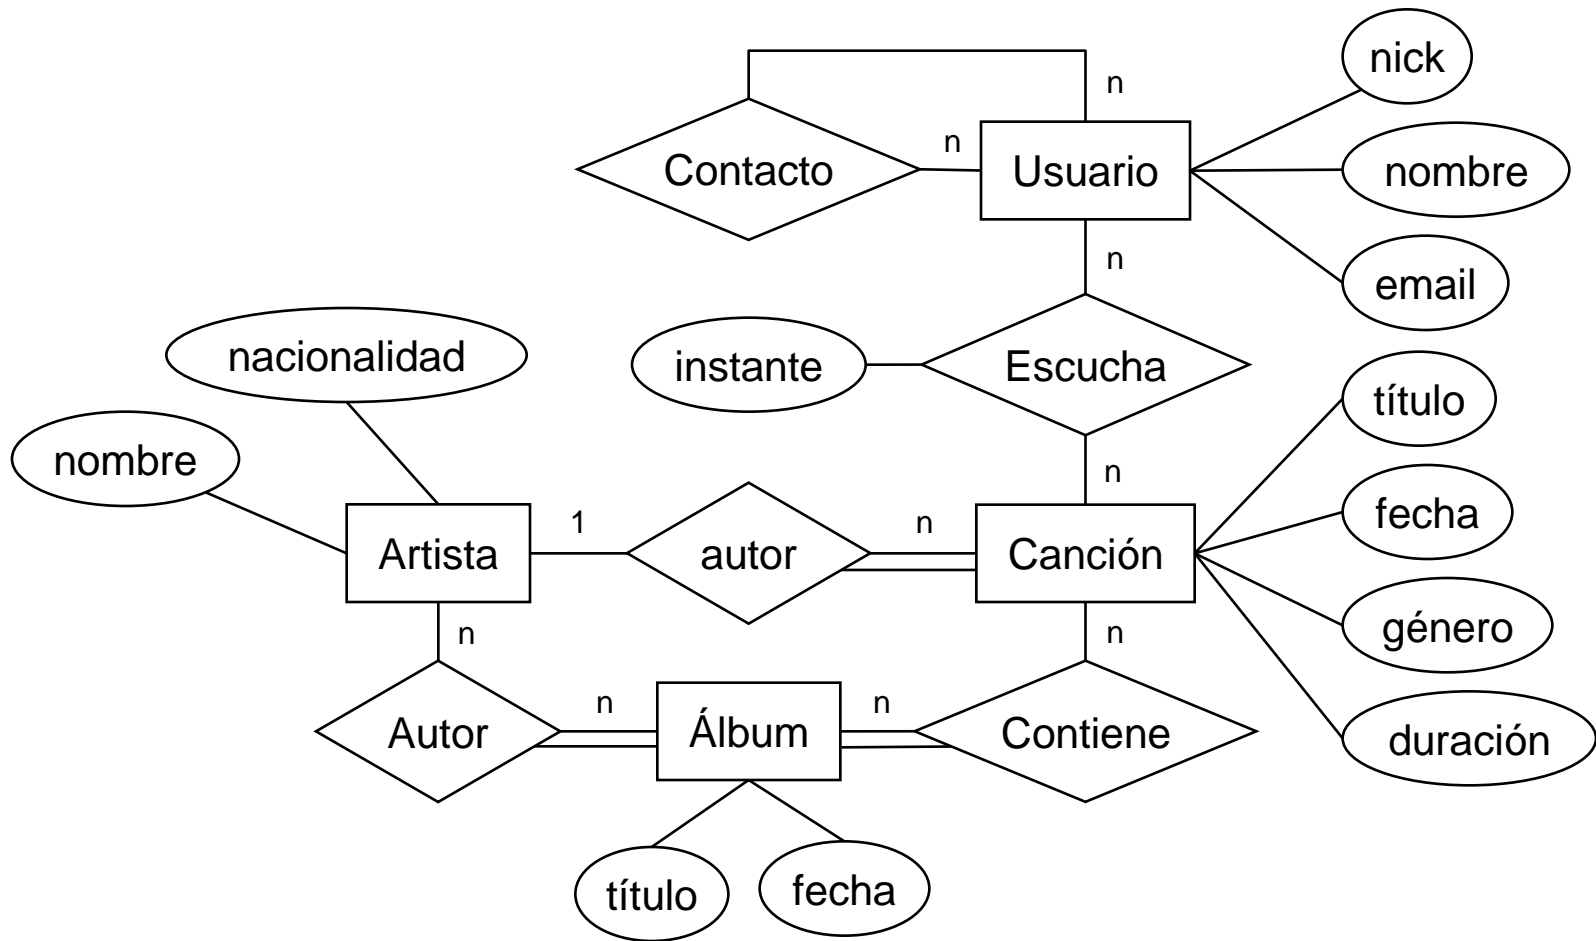 nick
n
Contacto
n
Usuario
nombre
n
email
nacionalidad
instante
Escucha
título
nombre
n
fecha
Artista
1
autor
n
Canción
género
n
n
Autor
n
Álbum
n
Contiene
duración
título
fecha